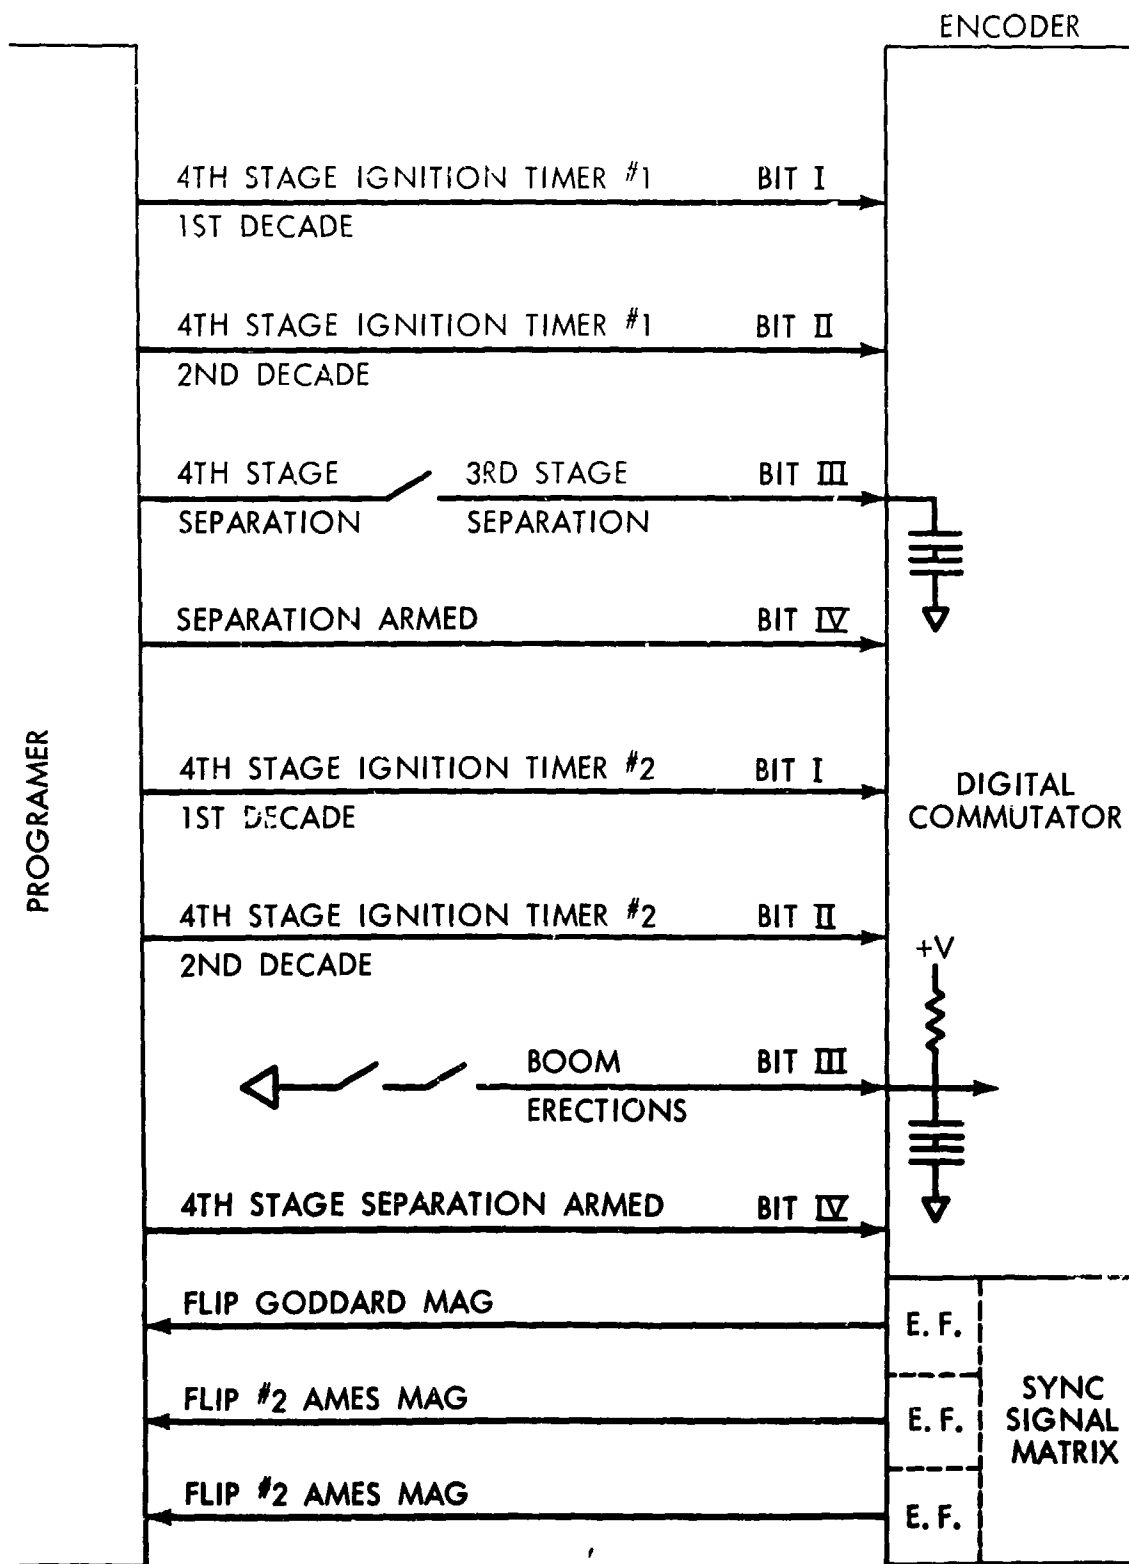 ENCODER
4TH STAGE IGNITION TIMER #1 BIT I
1ST DECADE
4TH STAGE IGNITION TIMER #1 BIT II
2ND DECADE
4TH STAGE 3RD STAGE BIT III
SEPARATION SEPARATION
SEPARATION ARMED BIT IV
PROGRAMER
4TH STAGE IGNITION TIMER #2 BIT I
1ST DECADE
DIGITAL
COMMUTATOR
4TH STAGE IGNITION TIMER #2 BIT II
2ND DECADE
+V
BOOM BIT III
ERECTIONS
4TH STAGE SEPARATION ARMED BIT IV
FLIP GODDARD MAG
E. F.
FLIP #2 AMES MAG
E. F.
SYNC
SIGNAL
MATRIX
FLIP #2 AMES MAG
E. F.